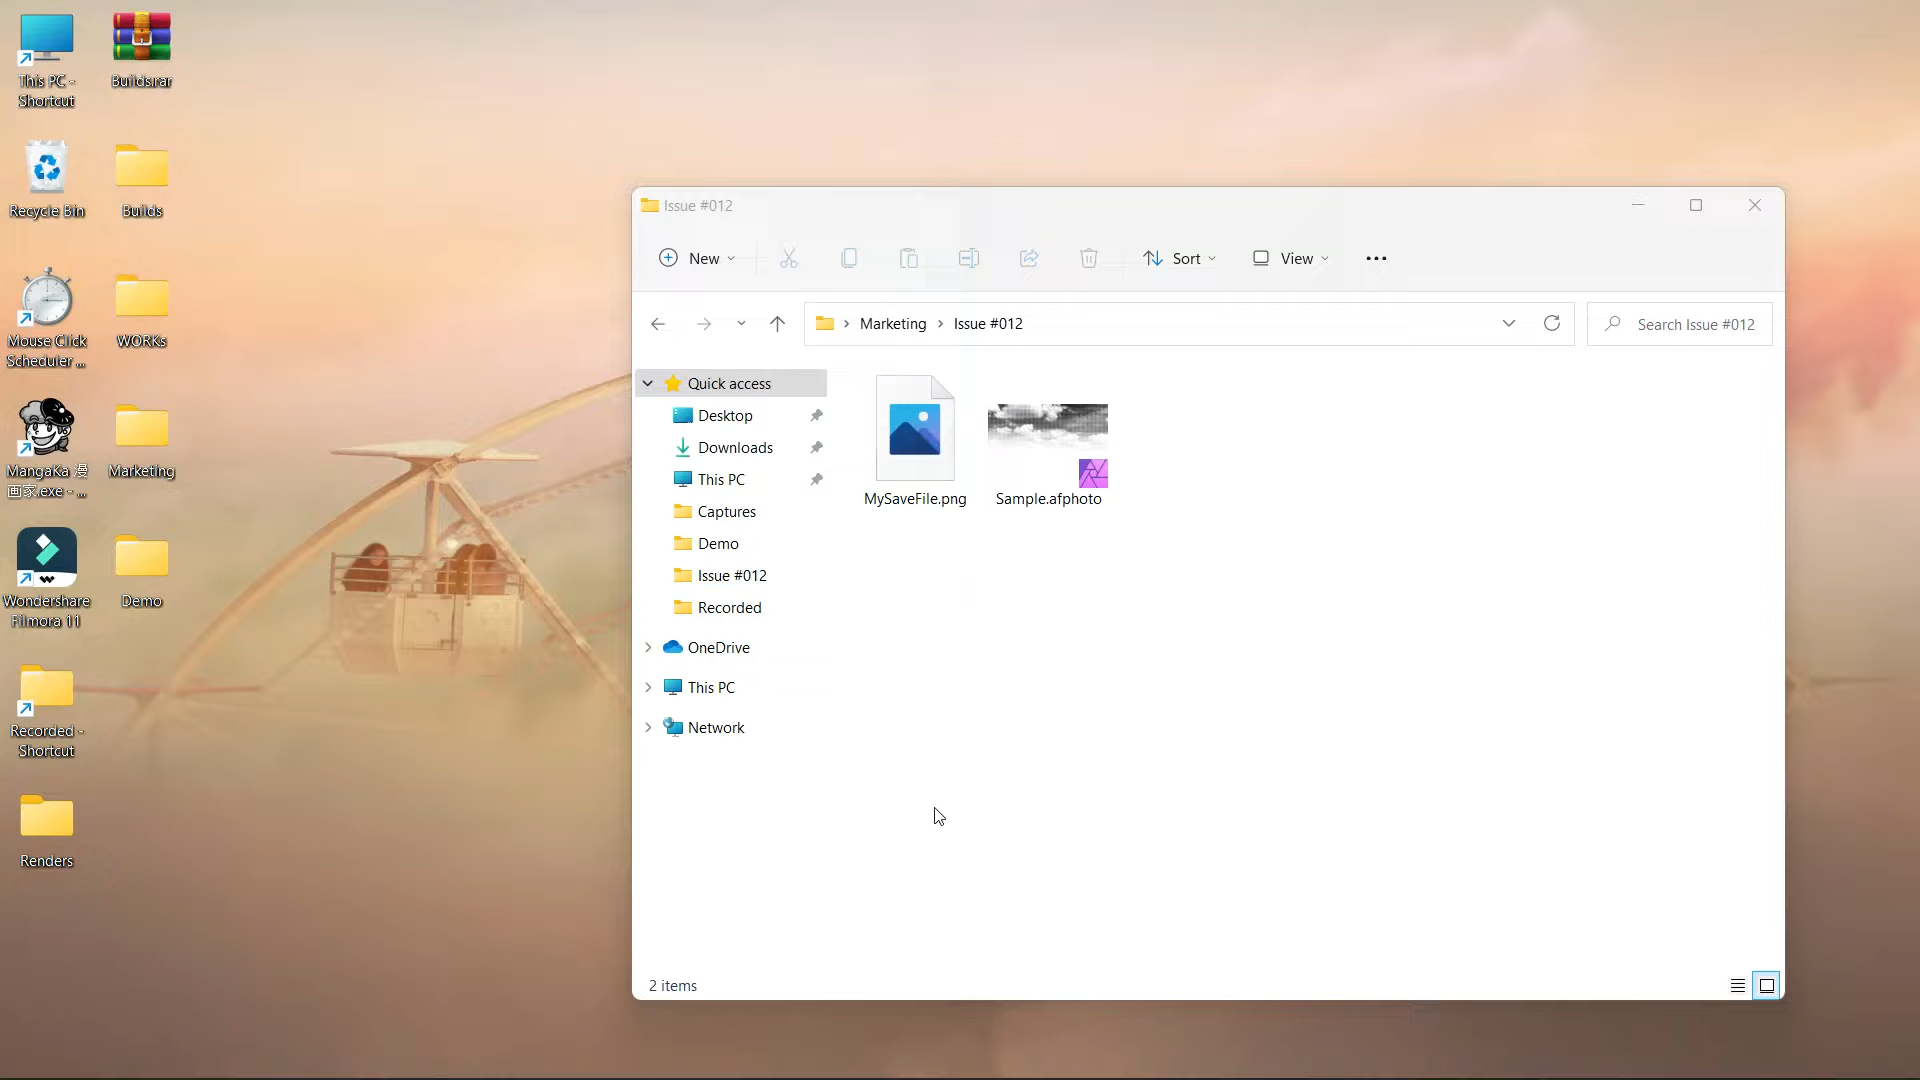 This PC -
Shortcut
Builds.rar
Recycle Bin
Builds
Mouse Click
Scheduler ...
WORKs
MangaKa 漫
画家.exe - ...
Marketing
Wondershare
Filmora 11
Demo
Recorded -
Shortcut
Renders
Issue #012
New
Sort
View
Marketing
Issue #012
Search Issue #012
Quick access
Desktop
Downloads
This PC
Captures
Demo
Issue #012
Recorded
OneDrive
This PC
Network
MySaveFile.png
Sample.afphoto
2 items